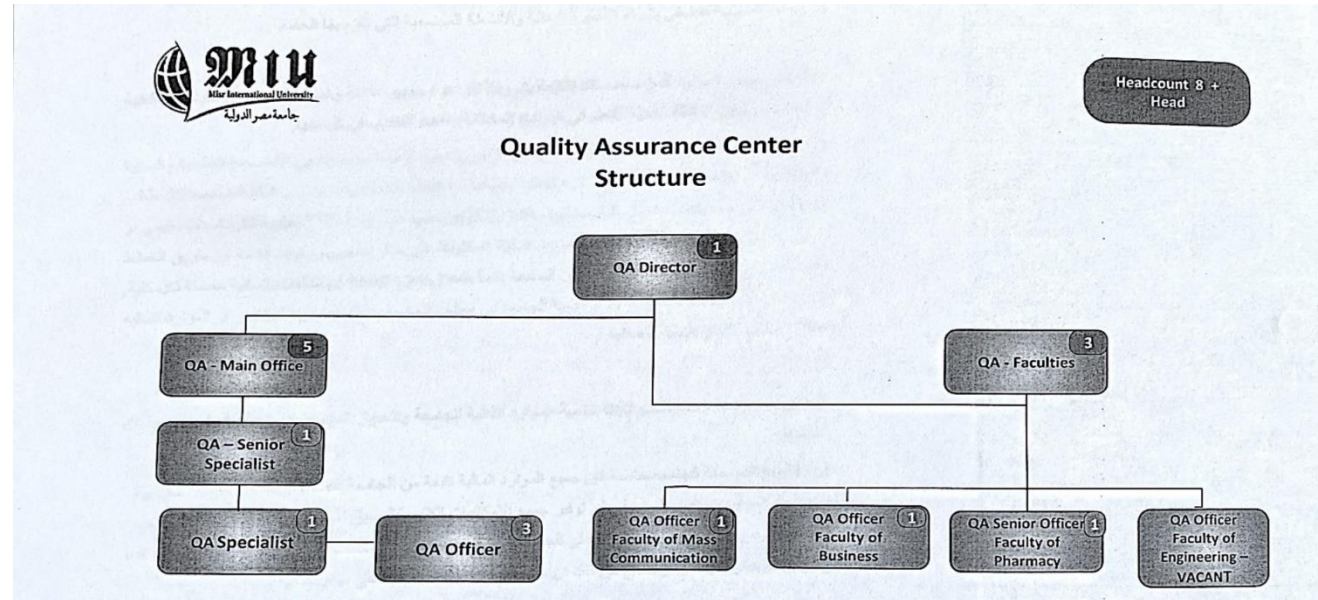 MIU
Misr International University
جامعة مصر الدولية
Headcount 8 +
Head
Quality Assurance Center
Structure
1
QA Director
5
QA - Main Office
3
QA - Faculties
1
QA – Senior
Specialist
1
QA Specialist
3
QA Officer
QA Officer 1
Faculty of Mass
Communication
QA Officer 1
Faculty of
Business
QA Senior Officer 1
Faculty of
Pharmacy
QA Officer
Faculty of
Engineering –
VACANT